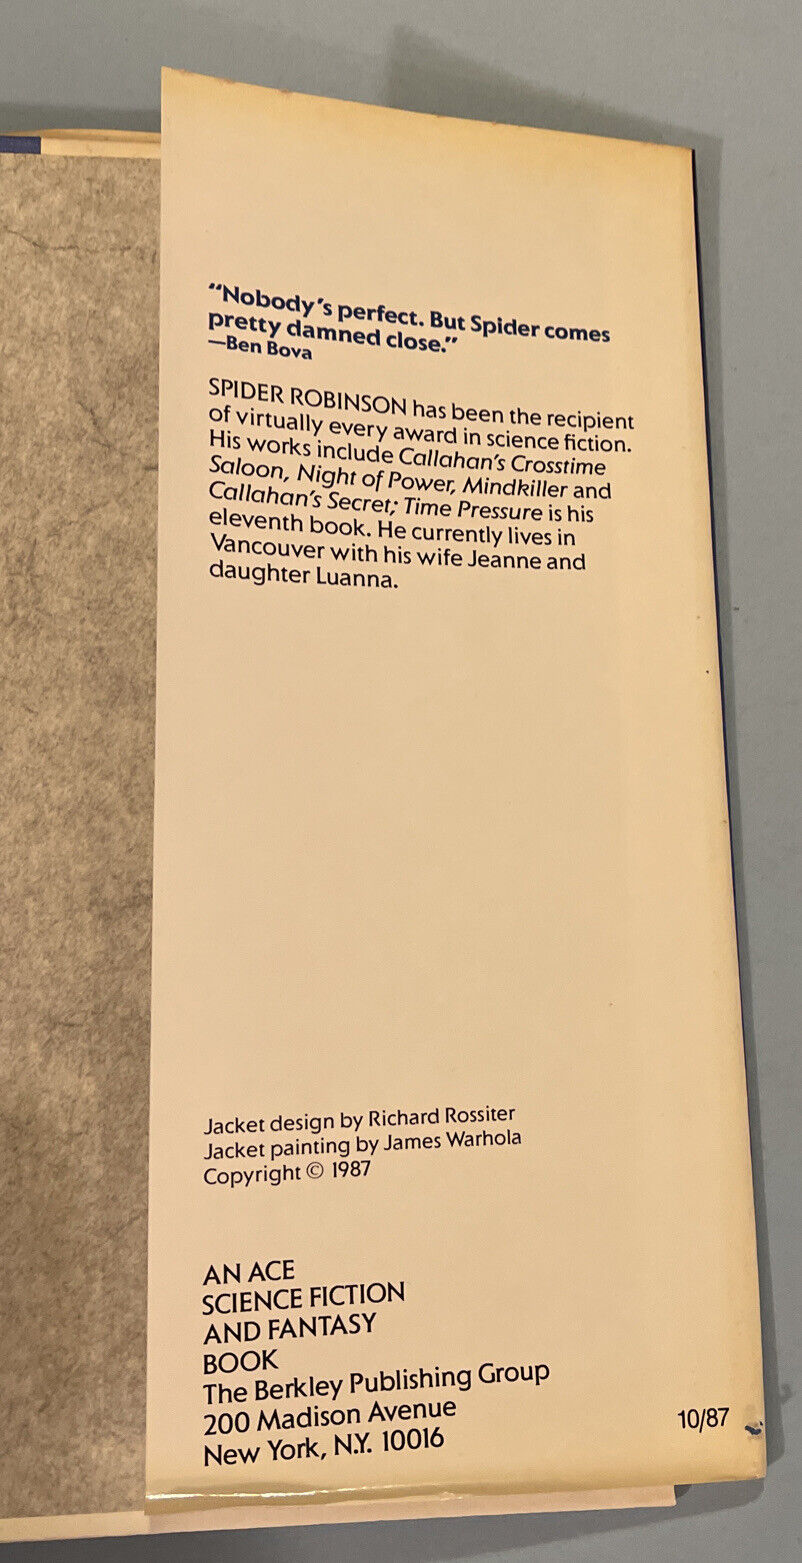 “Nobody’s perfect. But Spider comes
pretty damned close.”
—Ben Bova
SPIDER ROBINSON has been the recipient
of virtually every award in science fiction.
His works include Callahan’s Crosstime
Saloon, Night of Power, Mindkiller and
Callahan’s Secret; Time Pressure is his
eleventh book. He currently lives in
Vancouver with his wife Jeanne and
daughter Luanna.
Jacket design by Richard Rossiter
Jacket painting by James Warhola
Copyright © 1987
AN ACE
SCIENCE FICTION
AND FANTASY
BOOK
The Berkley Publishing Group
200 Madison Avenue
New York, N.Y. 10016
10/87